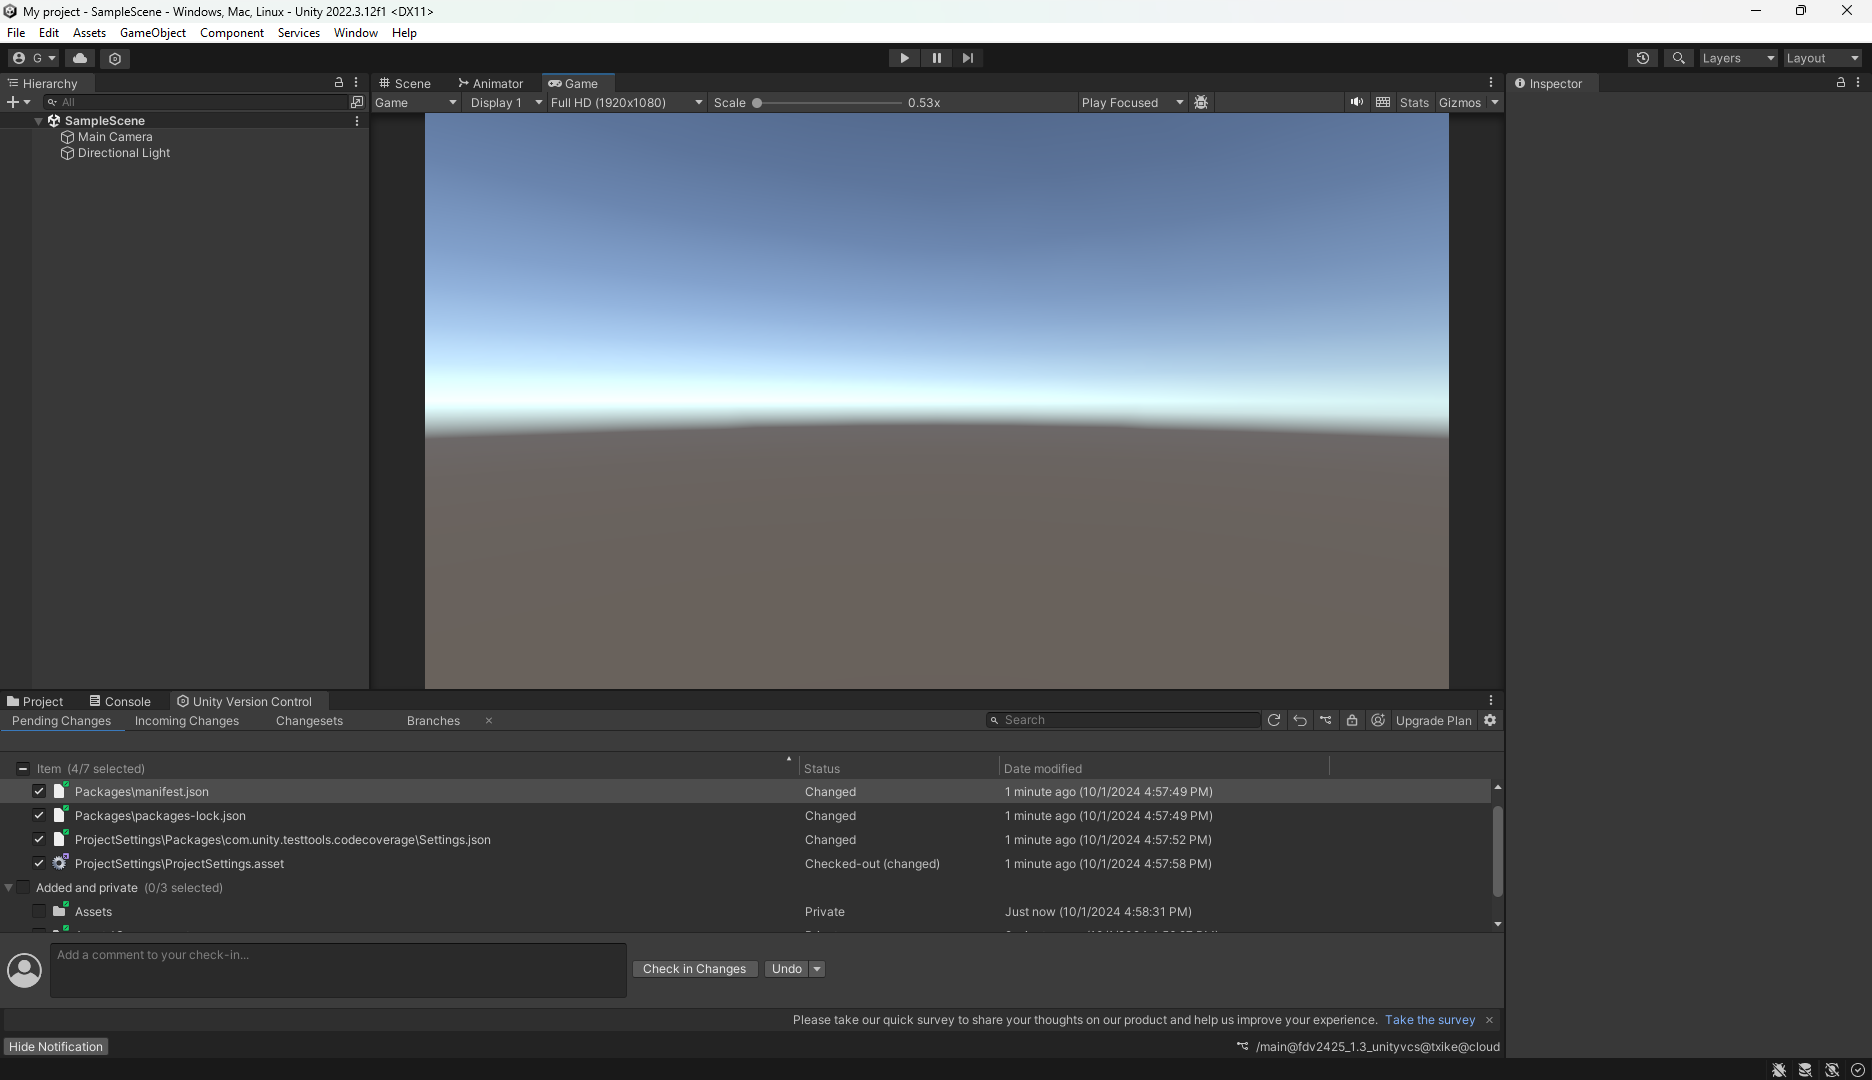 My project - SampleScene - Windows, Mac, Linux - Unity 2022.3.12f1 <DX11>
File Edit Assets GameObject Component Services Window Help
G Layers Layout
Hierarchy Scene Animator Game Inspector
All Game Display 1 Full HD (1920x1080) Scale 0.53x Play Focused Stats Gizmos
SampleScene
Main Camera
Directional Light
Project Console Unity Version Control
Pending Changes Incoming Changes Changesets Branches Search Upgrade Plan
Item (4/7 selected) Status Date modified
Packages\manifest.json Changed 1 minute ago (10/1/2024 4:57:49 PM)
Packages\packages-lock.json Changed 1 minute ago (10/1/2024 4:57:49 PM)
ProjectSettings\Packages\com.unity.testtools.codecoverage\Settings.json Changed 1 minute ago (10/1/2024 4:57:52 PM)
ProjectSettings\ProjectSettings.asset Checked-out (changed) 1 minute ago (10/1/2024 4:57:58 PM)
Added and private (0/3 selected)
Assets Private Just now (10/1/2024 4:58:31 PM)
Add a comment to your check-in...
Check in Changes Undo
Please take our quick survey to share your thoughts on our product and help us improve your experience. Take the survey
Hide Notification /main@fdv2425_1.3_unityvcs@txike@cloud